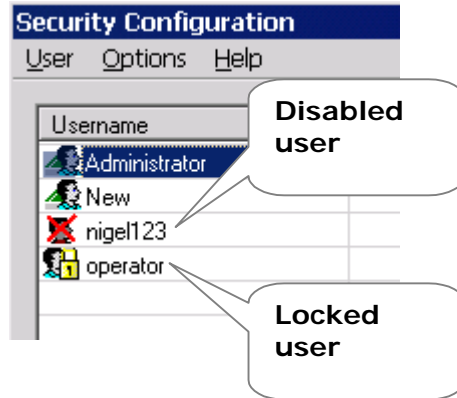 Security Configuration
User Options Help
Username
Administrator
New
nigel123
operator
Disabled
user
Locked
user